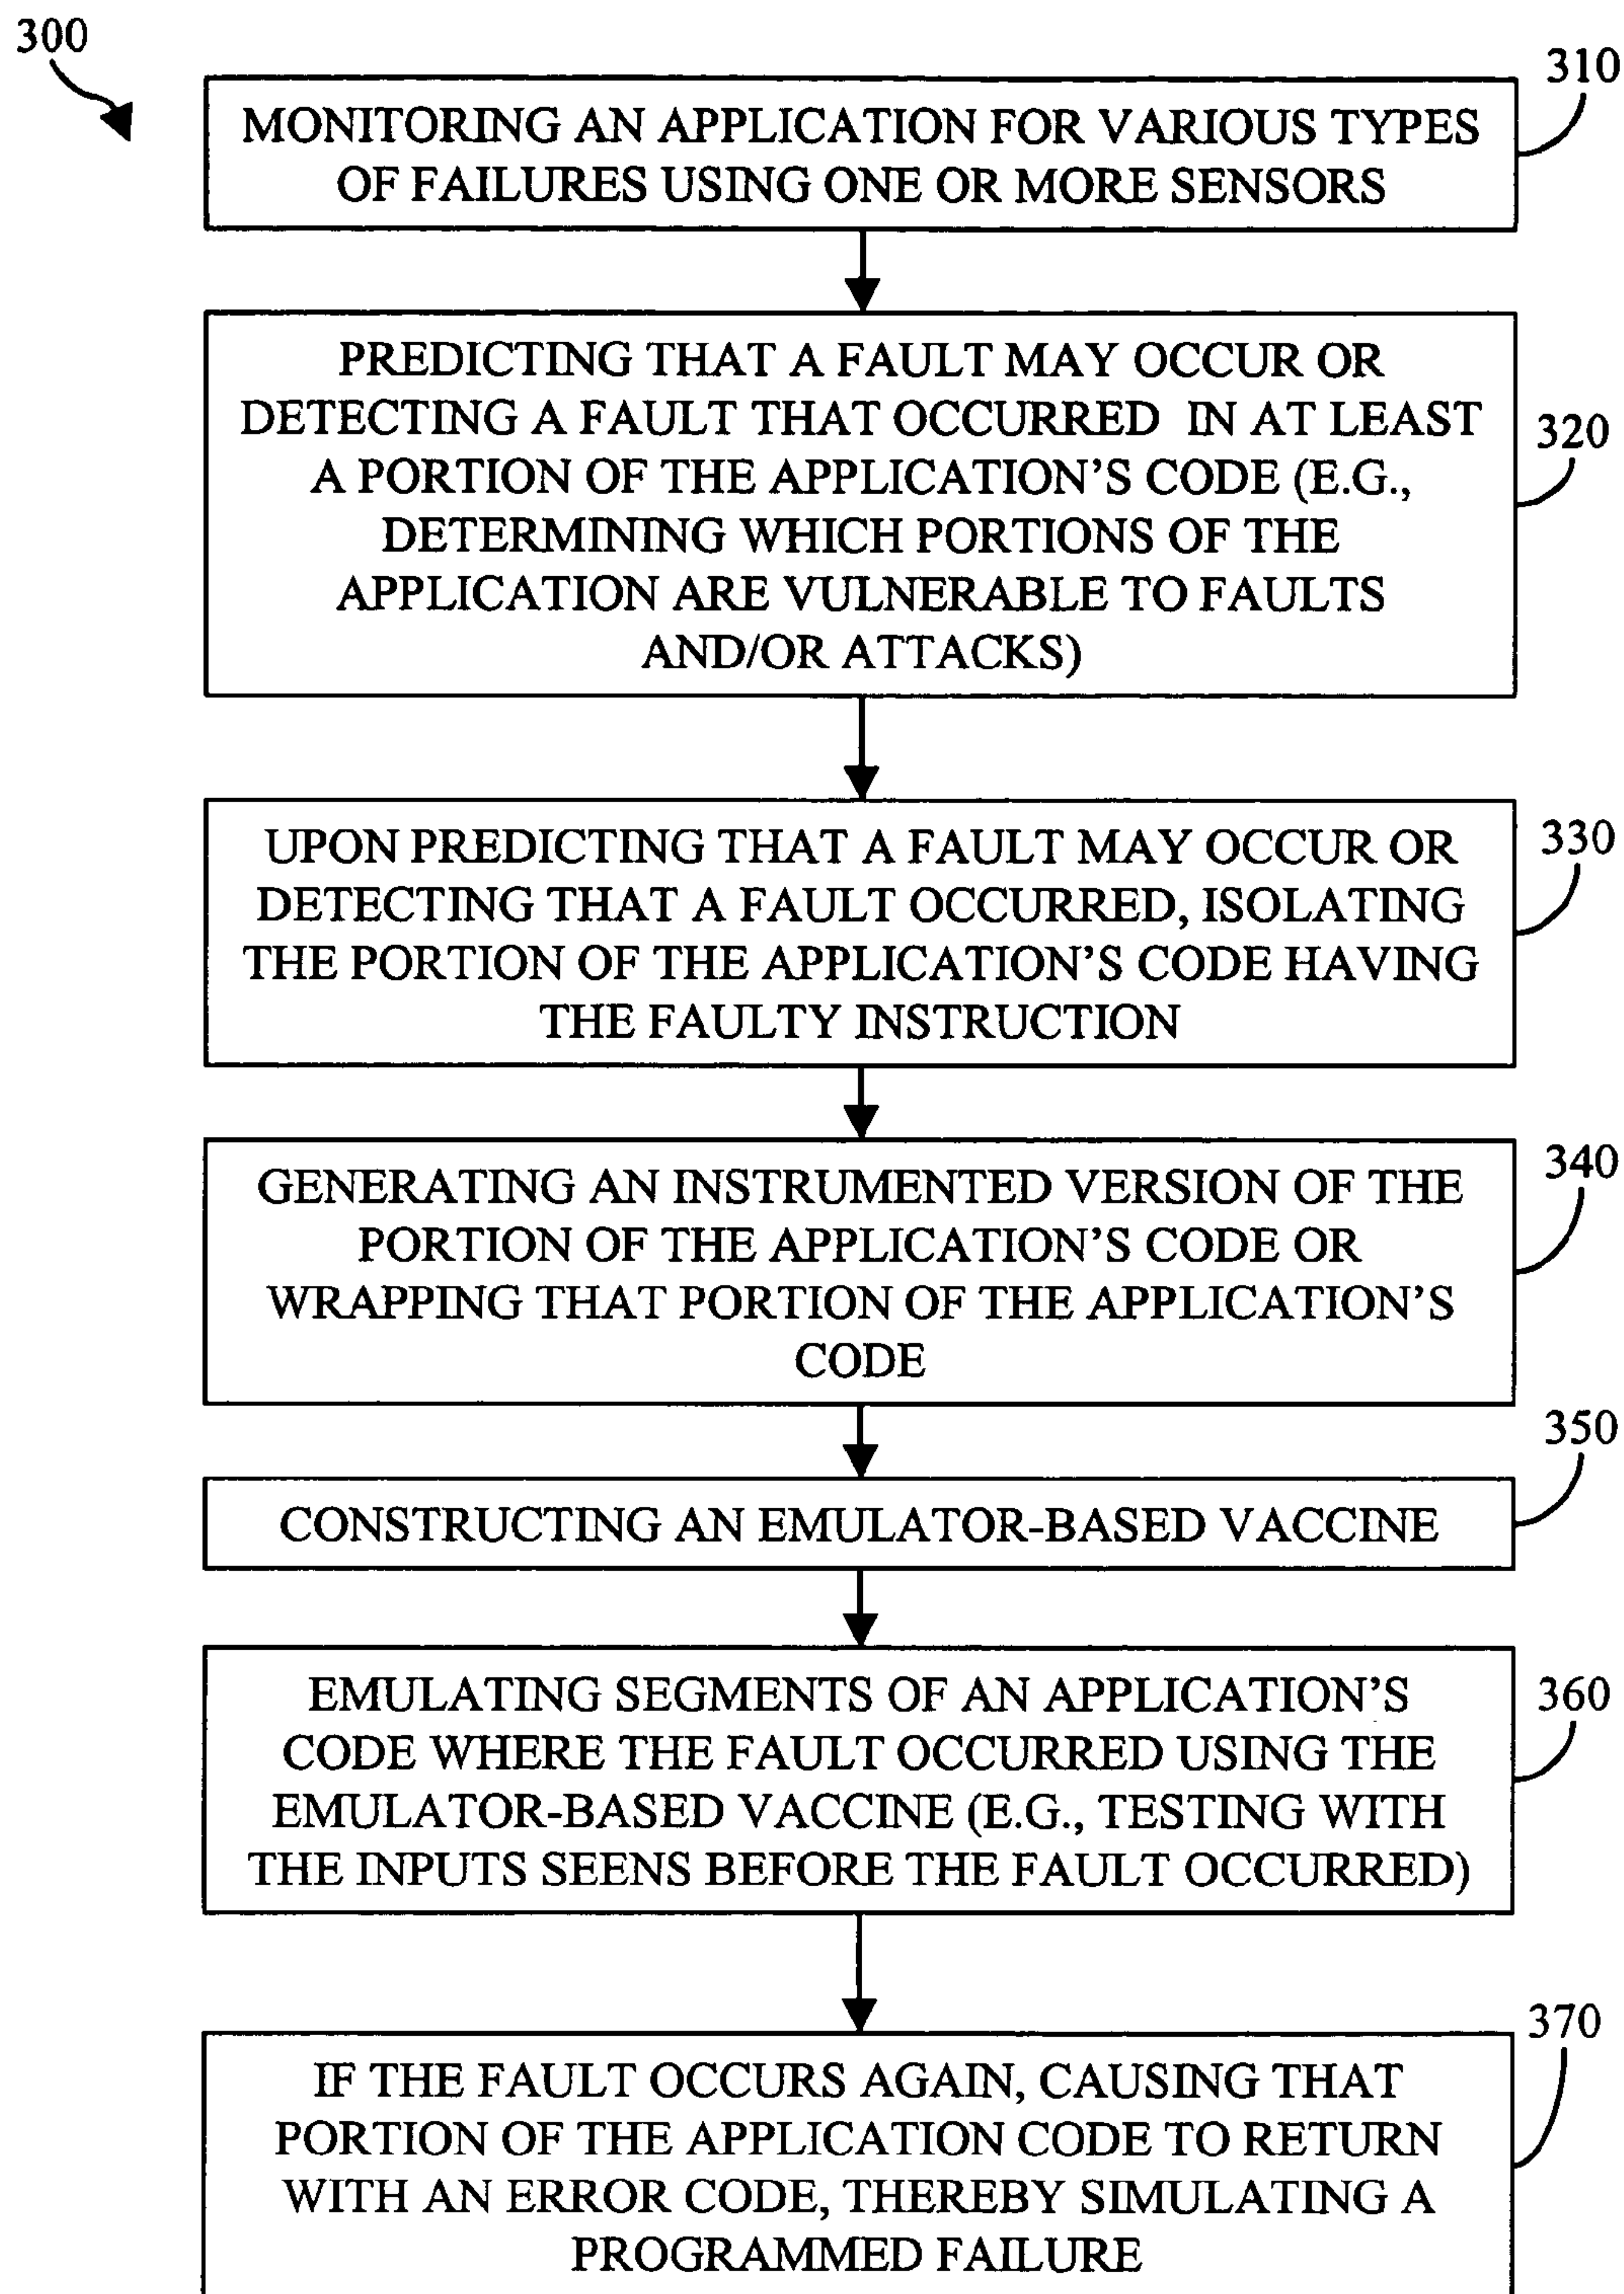 300
310
MONITORING AN APPLICATION FOR VARIOUS TYPES
OF FAILURES USING ONE OR MORE SENSORS
320
PREDICTING THAT A FAULT MAY OCCUR OR
DETECTING A FAULT THAT OCCURRED IN AT LEAST
A PORTION OF THE APPLICATION'S CODE (E.G.,
DETERMINING WHICH PORTIONS OF THE
APPLICATION ARE VULNERABLE TO FAULTS
AND/OR ATTACKS)
330
UPON PREDICTING THAT A FAULT MAY OCCUR OR
DETECTING THAT A FAULT OCCURRED, ISOLATING
THE PORTION OF THE APPLICATION'S CODE HAVING
THE FAULTY INSTRUCTION
340
GENERATING AN INSTRUMENTED VERSION OF THE
PORTION OF THE APPLICATION'S CODE OR
WRAPPING THAT PORTION OF THE APPLICATION'S
CODE
350
CONSTRUCTING AN EMULATOR-BASED VACCINE
360
EMULATING SEGMENTS OF AN APPLICATION'S
CODE WHERE THE FAULT OCCURRED USING THE
EMULATOR-BASED VACCINE (E.G., TESTING WITH
THE INPUTS SEENS BEFORE THE FAULT OCCURRED)
370
IF THE FAULT OCCURS AGAIN, CAUSING THAT
PORTION OF THE APPLICATION CODE TO RETURN
WITH AN ERROR CODE, THEREBY SIMULATING A
PROGRAMMED FAILURE